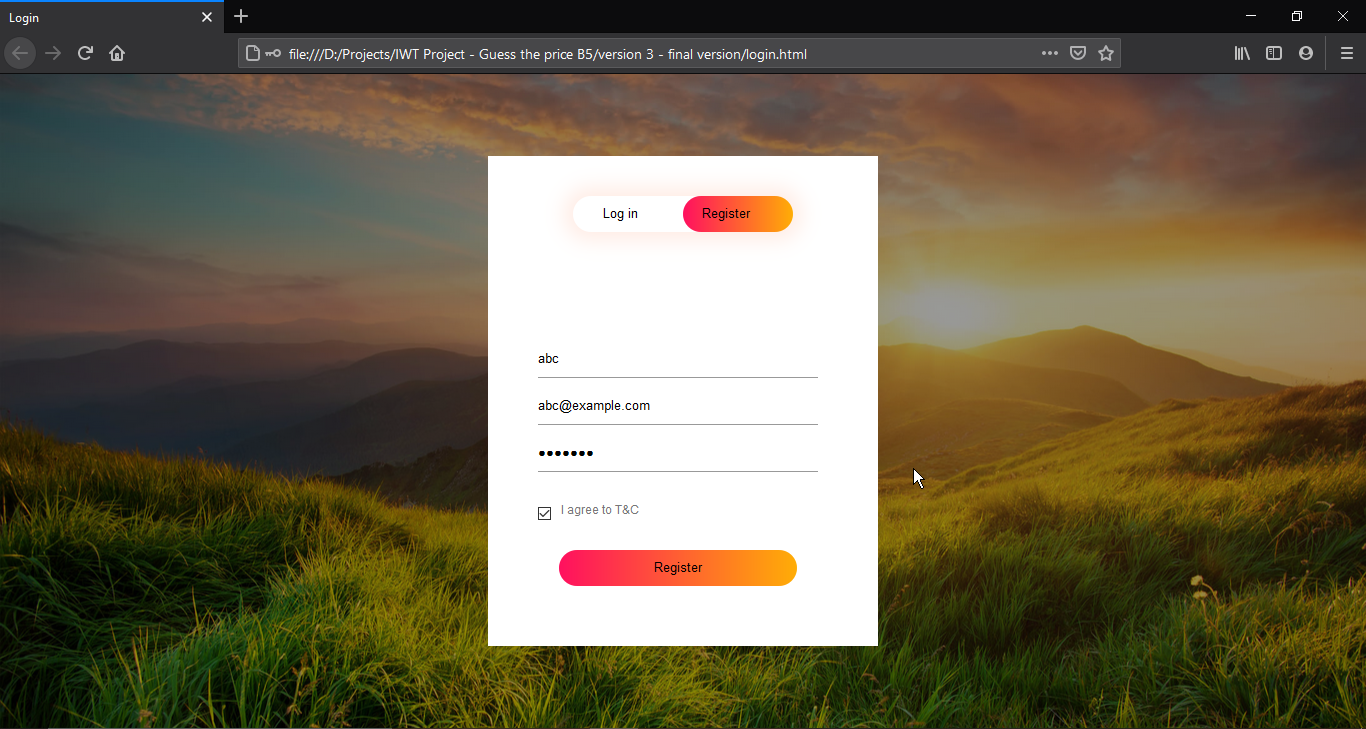 Login
file:///D:/Projects/IWT Project - Guess the price B5/version 3 - final version/login.html
Log in
Register
abc
abc@example.com
•••••••
I agree to T&C
Register